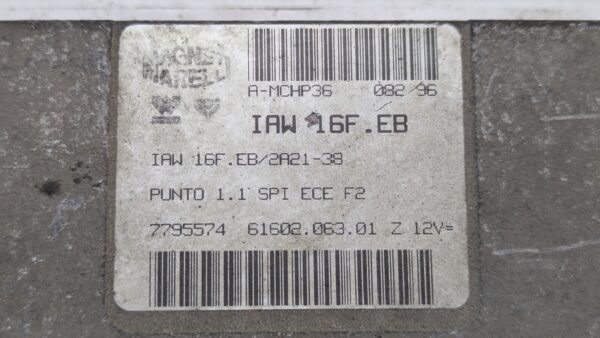 MAGNETI
MARELLI
A-MCHP36 082 96
IAW 16F.EB
IAW 16F.EB/2A21-38
PUNTO 1.1 SPI ECE F2
7795574 61602.063.01 Z 12V=